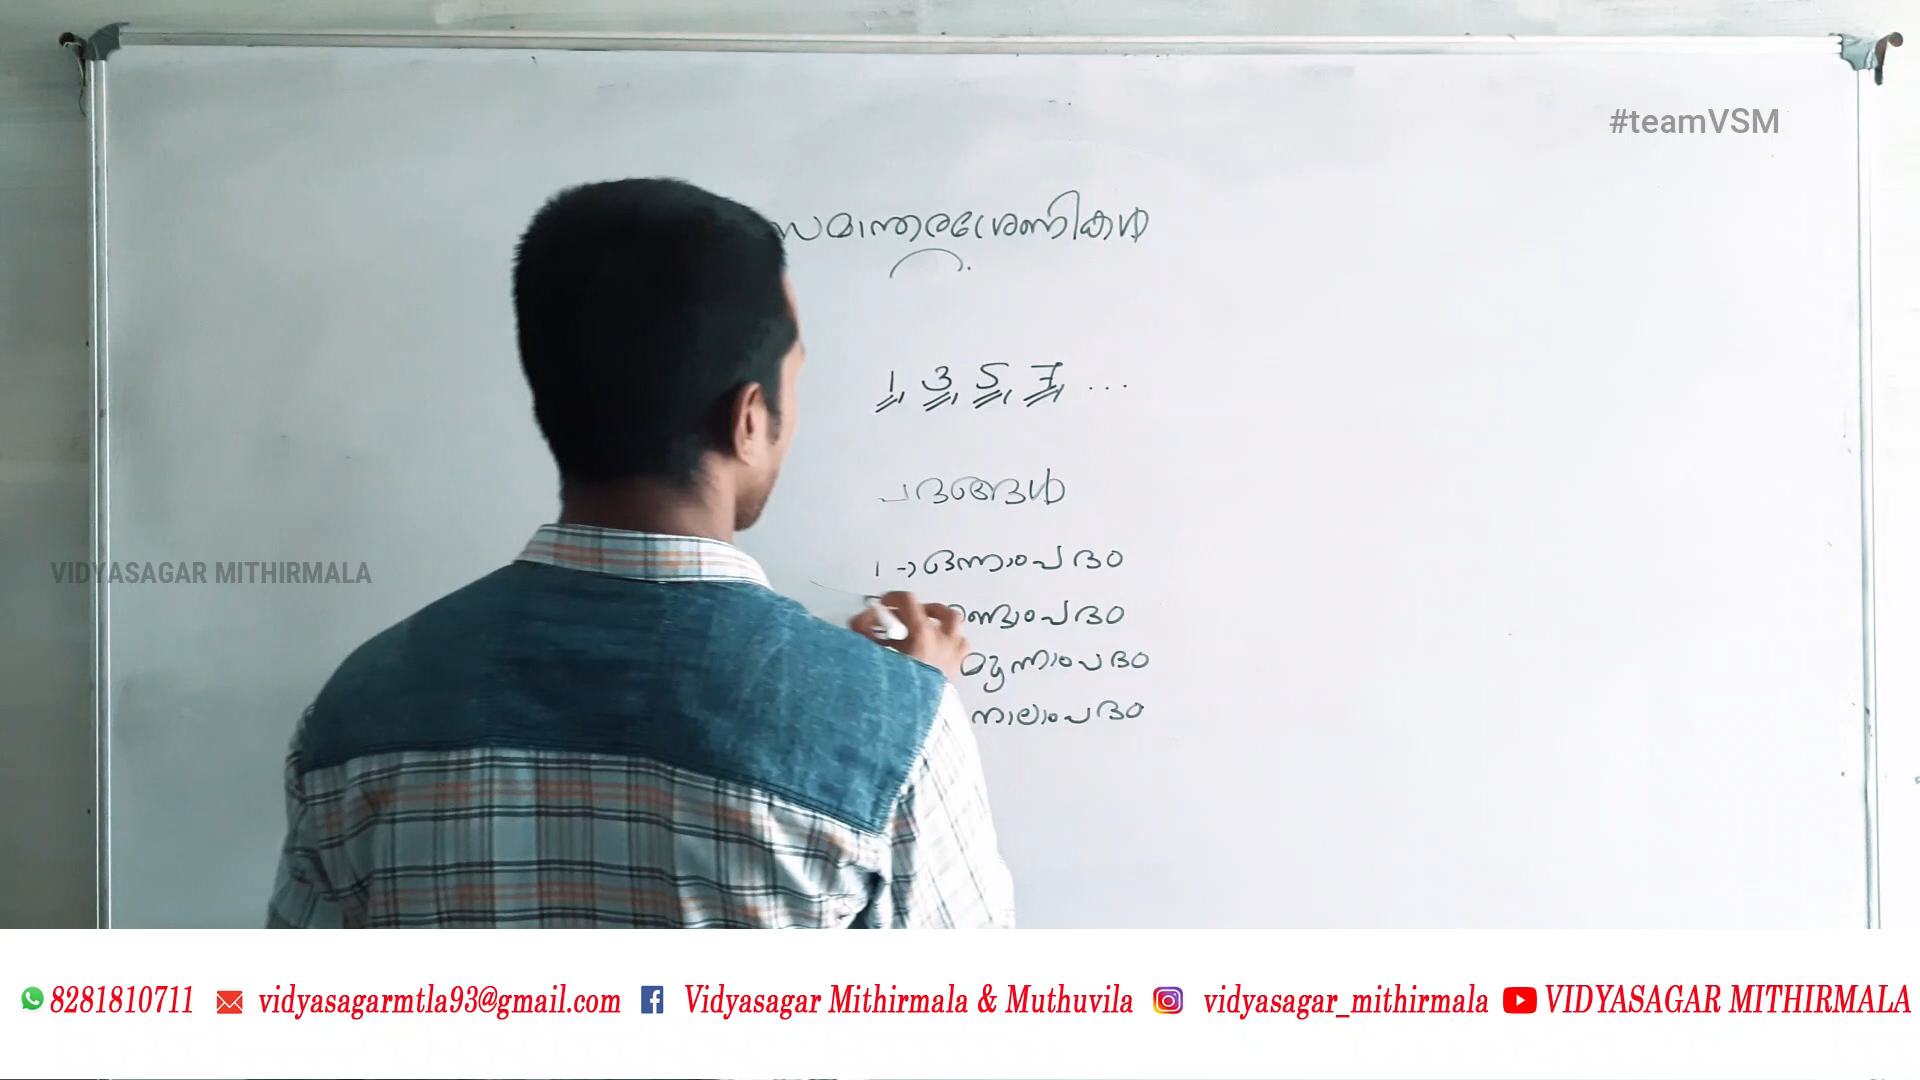 #teamVSM
സമാന്തരശ്രേണികൾ
1, 3, 5, 7, ...
പദങ്ങൾ
1 → ഒന്നാംപദം
ണ്ടാംപദം
മൂന്നാംപദം
നാലാംപദം
VIDYASAGAR MITHIRMALA
8281810711 vidyasagarmtla93@gmail.com Vidyasagar Mithirmala & Muthuvila vidyasagar_mithirmala VIDYASAGAR MITHIRMALA